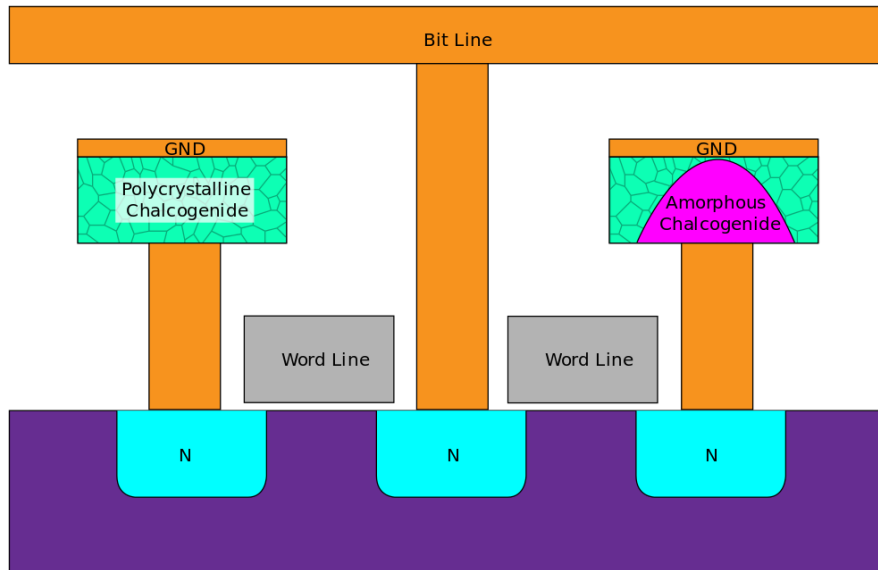 Bit Line
GND
GND
Polycrystalline
Chalcogenide
Amorphous
Chalcogenide
Word Line
Word Line
N
N
N